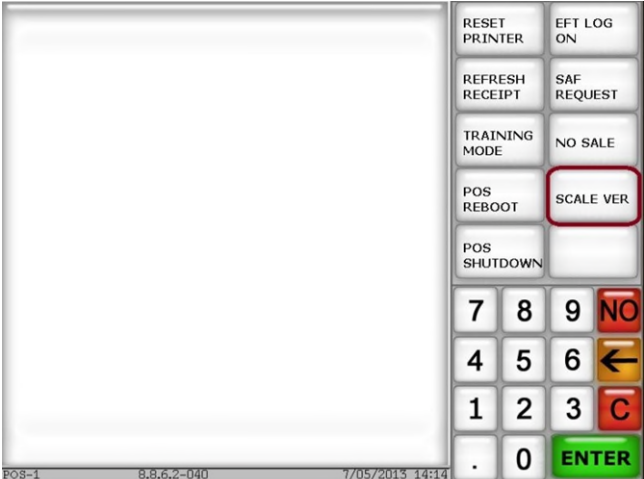 RESET
PRINTER
EFT LOG
ON
REFRESH
RECEIPT
SAF
REQUEST
TRAINING
MODE
NO SALE
POS
REBOOT
SCALE VER
POS
SHUTDOWN
7 8 9 NO
4 5 6 ←
1 2 3 C
. 0 ENTER
POS-1 8.8.6.2-040 7/05/2013 14:14